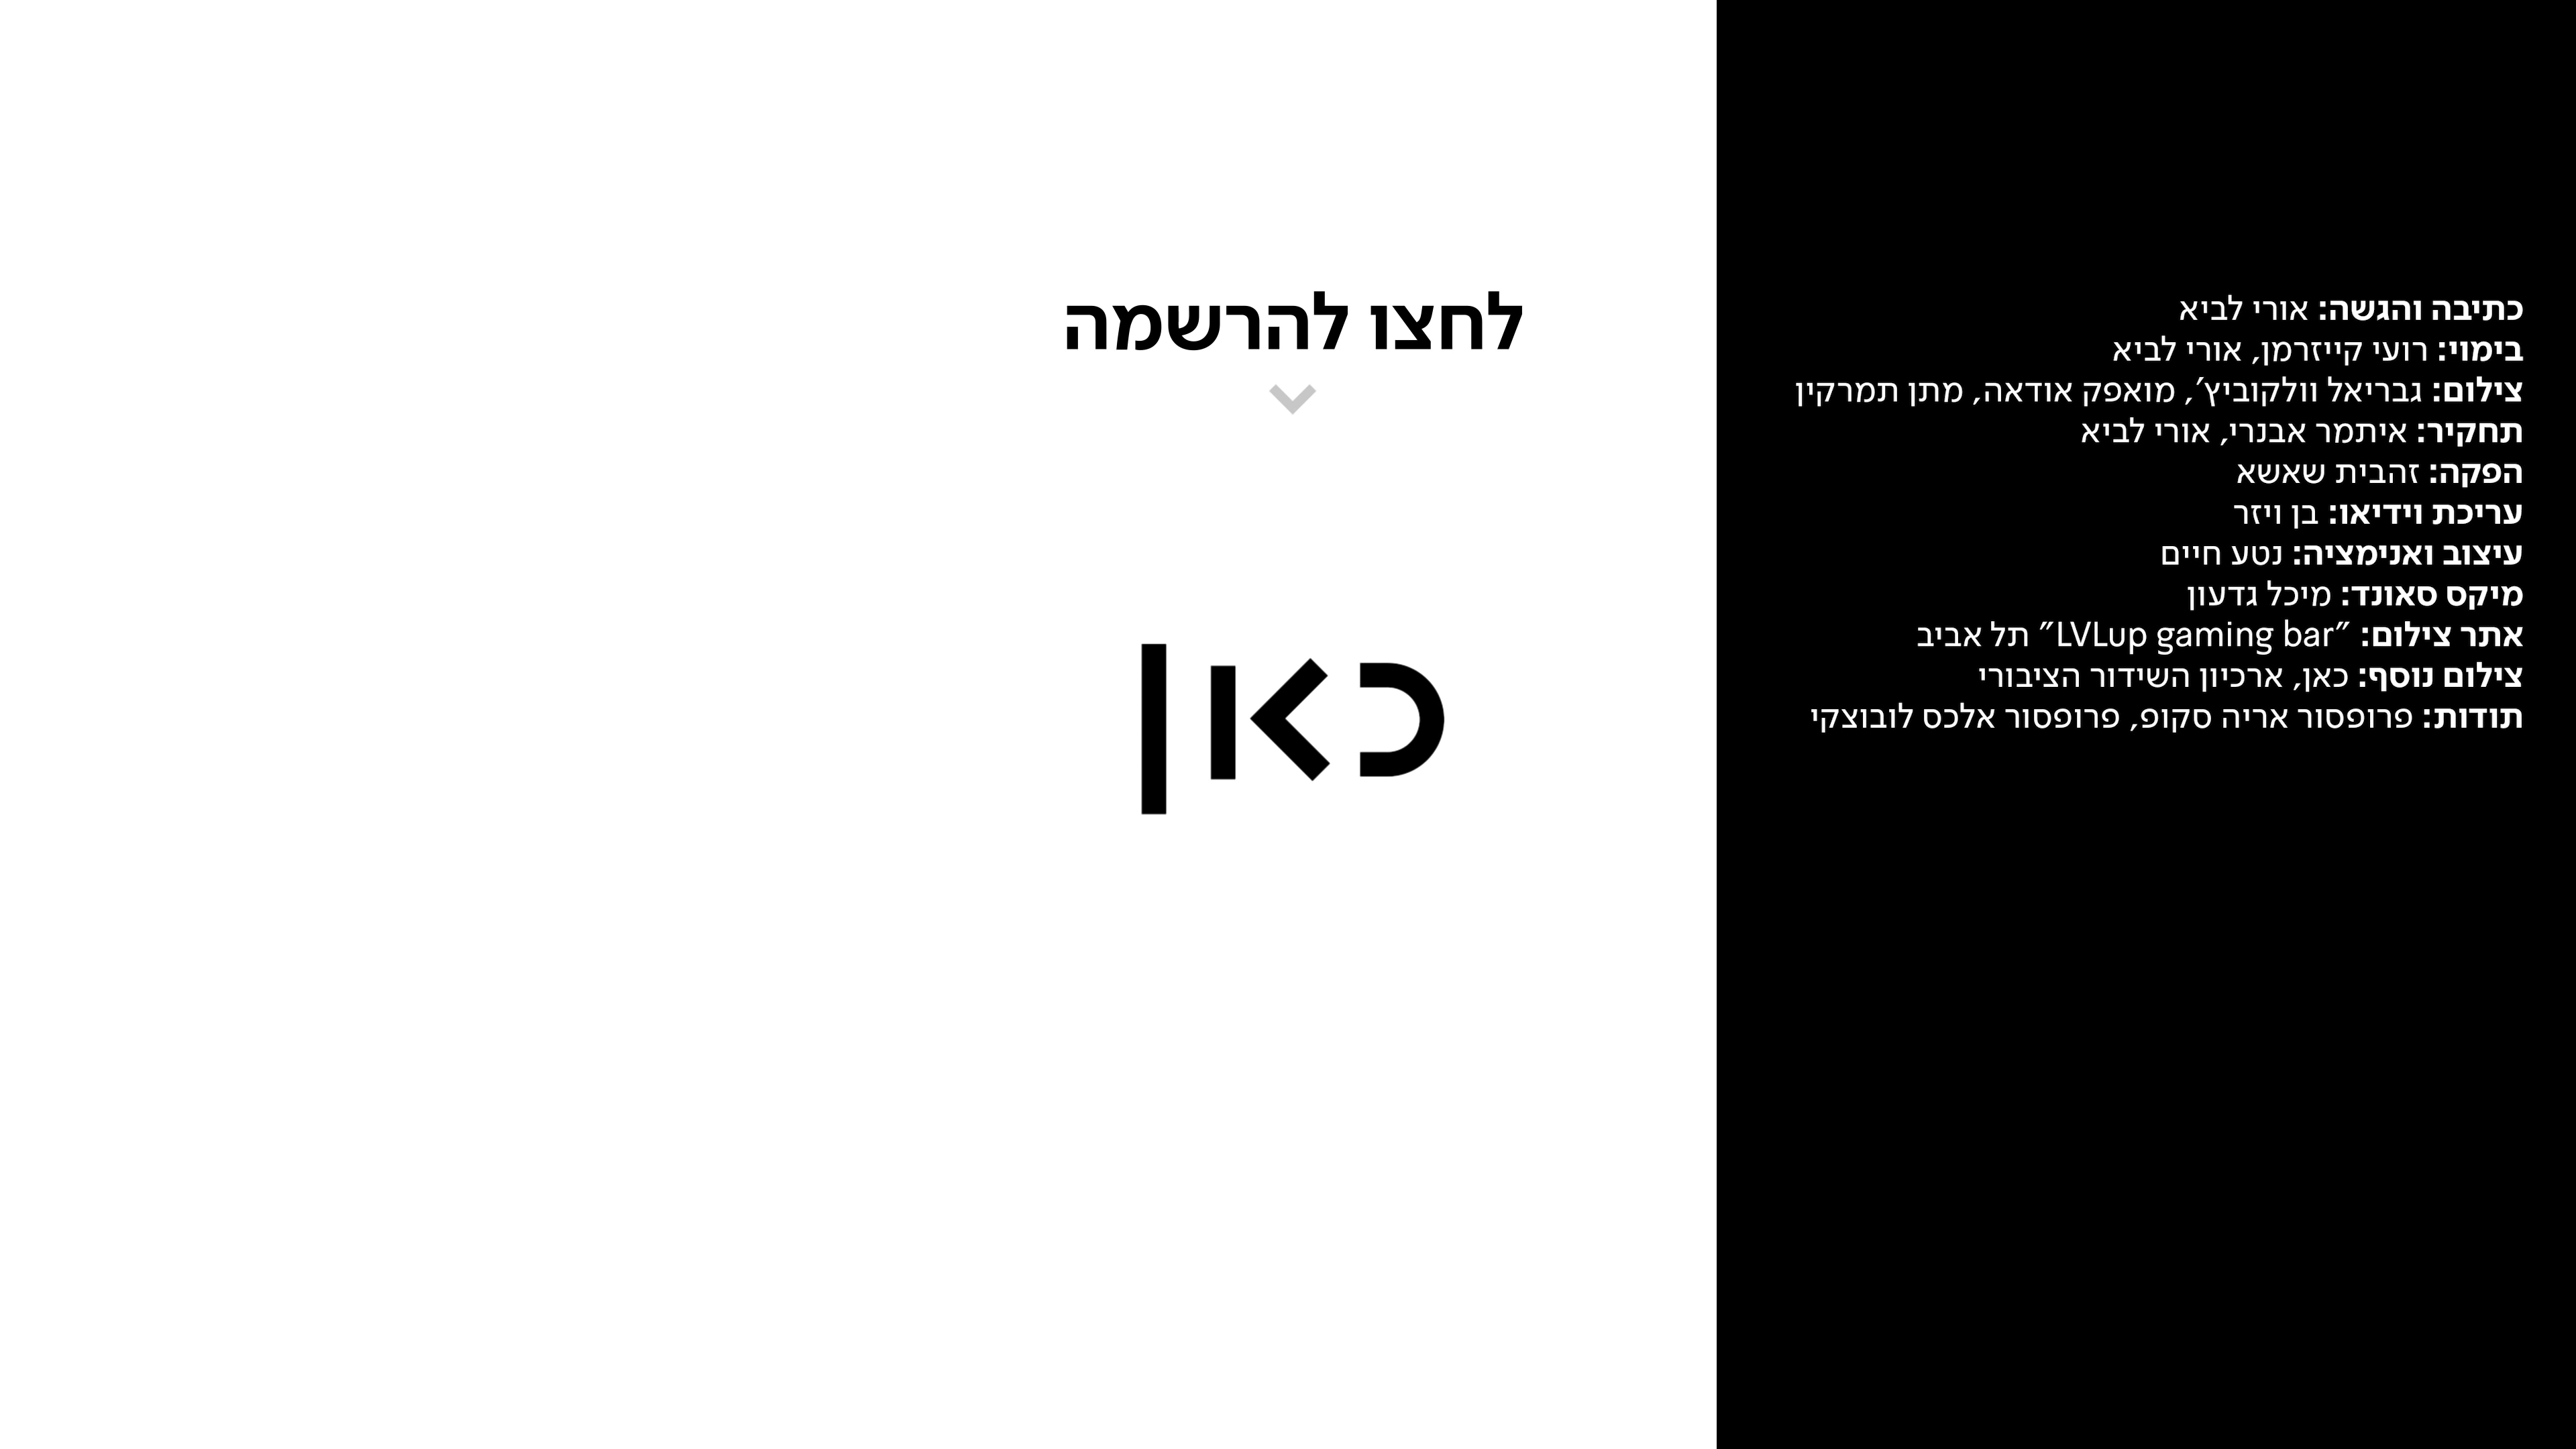 לחצו להרשמה
כאן
כתיבה והגשה: אורי לביא
בימוי: רועי קייזרמן, אורי לביא
צילום: גבריאל וולקוביץ׳, מואפק אודאה, מתן תמרקין
תחקיר: איתמר אבנרי, אורי לביא
הפקה: זהבית שאשא
עריכת וידיאו: בן ויזר
עיצוב ואנימציה: נטע חיים
מיקס סאונד: מיכל גדעון
אתר צילום: ״LVLup gaming bar״ תל אביב
צילום נוסף: כאן, ארכיון השידור הציבורי
תודות: פרופסור אריה סקופ, פרופסור אלכס לובוצקי